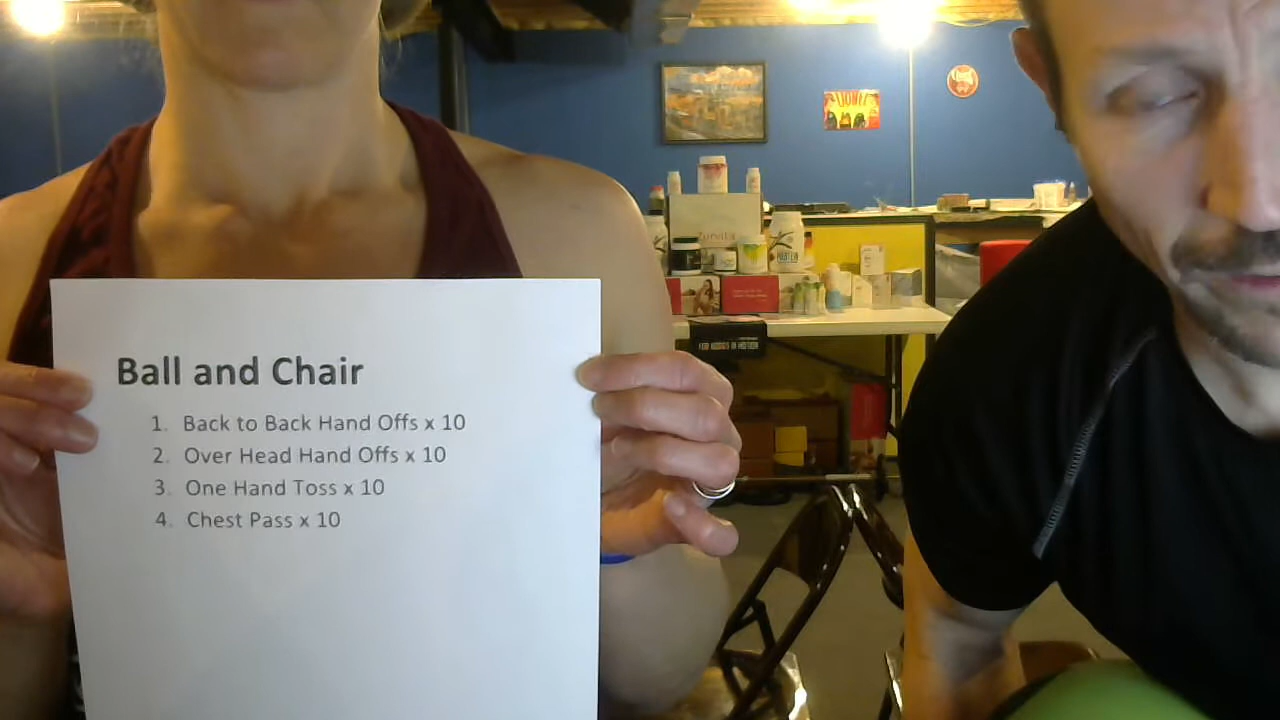 Ball and Chair
1. Back to Back Hand Offs x 10
2. Over Head Hand Offs x 10
3. One Hand Toss x 10
4. Chest Pass x 10